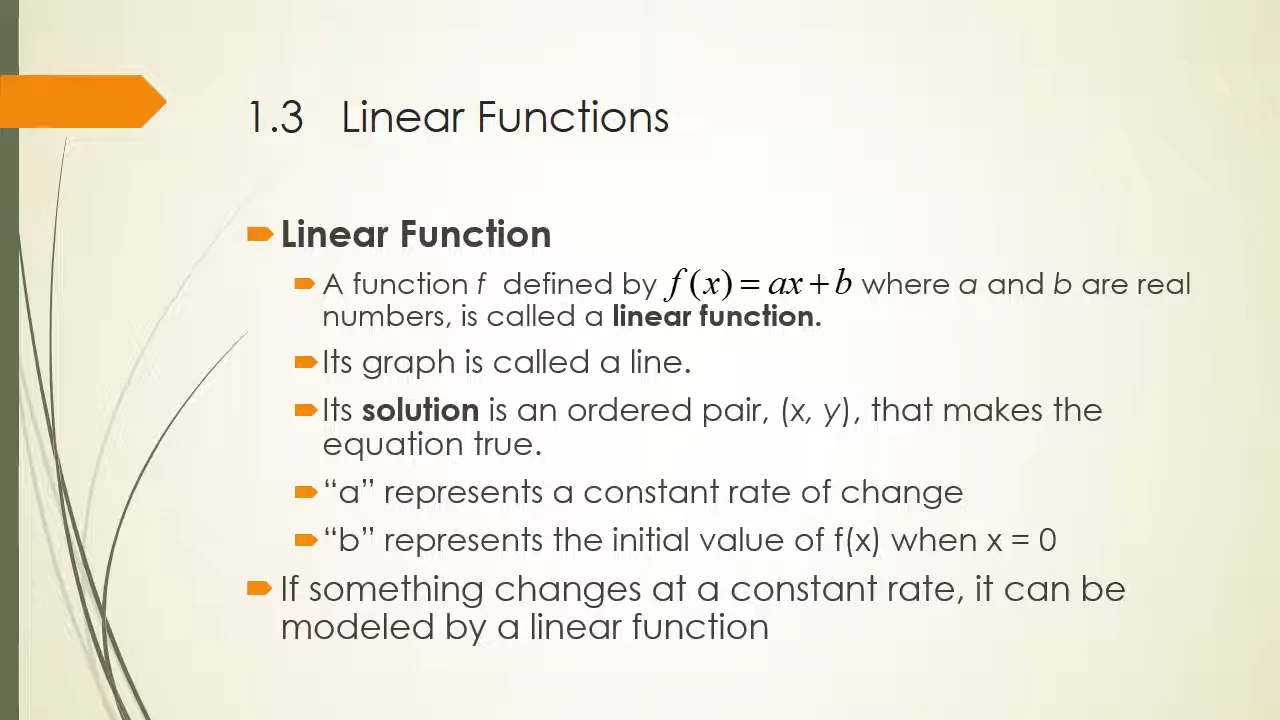 1.3 Linear Functions
Linear Function
A function f defined by f(x) = ax + b where a and b are real
numbers, is called a linear function.
Its graph is called a line.
Its solution is an ordered pair, (x, y), that makes the
equation true.
“a” represents a constant rate of change
“b” represents the initial value of f(x) when x = 0
If something changes at a constant rate, it can be
modeled by a linear function